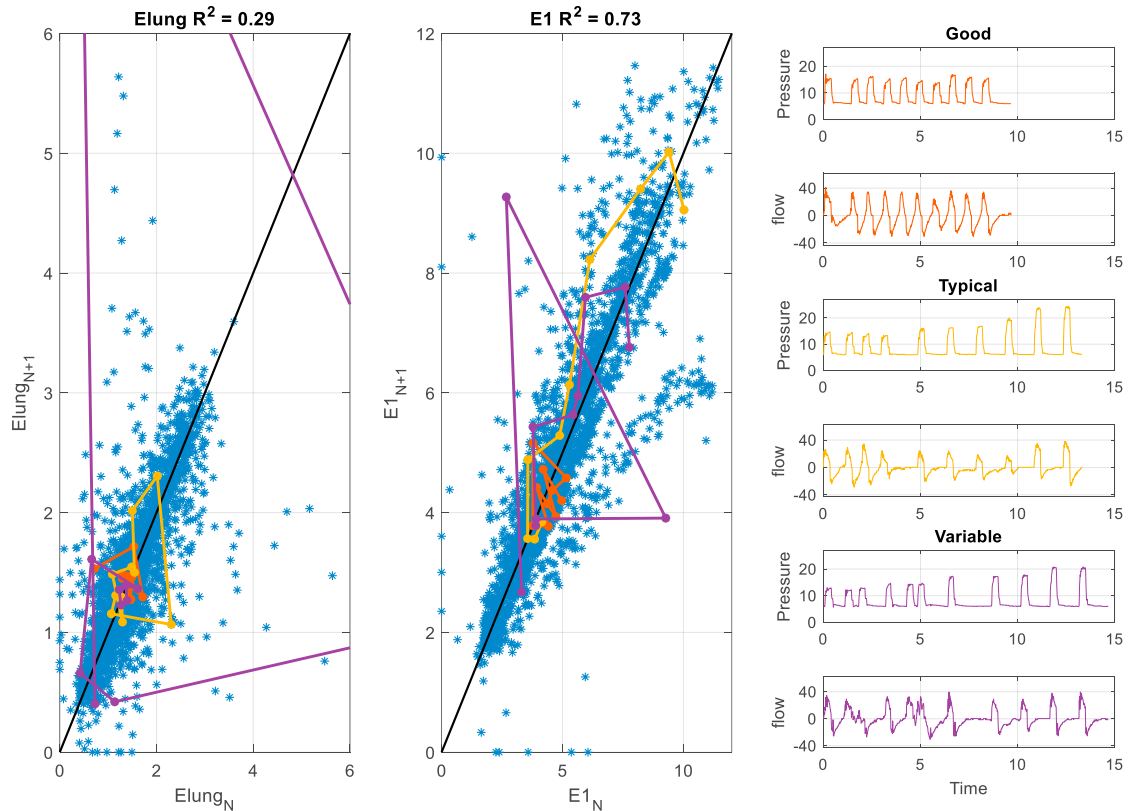 Elung R² = 0.29
6
5
4
3
2
1
0
Elung_{N+1}
0 2 4 6
Elung_N
E1 R² = 0.73
12
10
8
6
4
2
0
E1_{N+1}
0 5 10
E1_N
Good
Pressure
20
10
0
0 5 10 15
flow
40
0
-40
0 5 10 15
Typical
Pressure
20
10
0
0 5 10 15
flow
40
0
-40
0 5 10 15
Variable
Pressure
20
10
0
0 5 10 15
flow
40
0
-40
0 5 10 15
Time